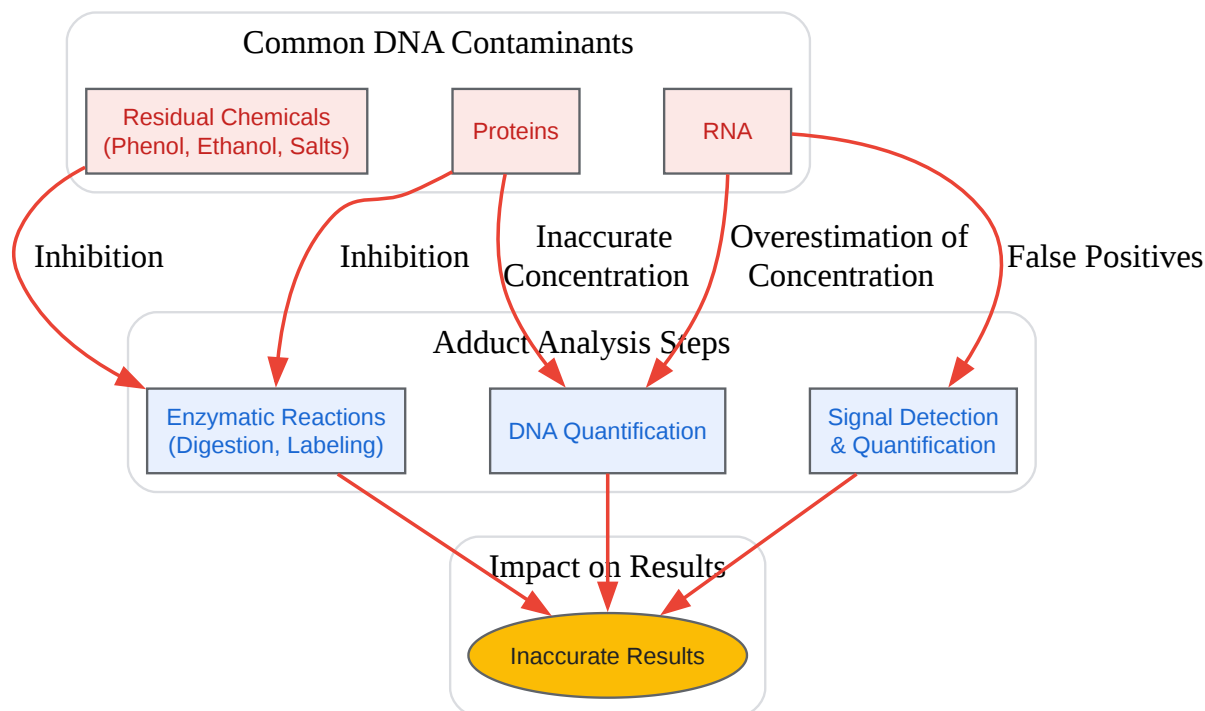 Common DNA Contaminants
Residual Chemicals
(Phenol, Ethanol, Salts)
Proteins
RNA
Inhibition
Inhibition
Inaccurate
Concentration
Overestimation of
Concentration
False Positives
Adduct Analysis Steps
Enzymatic Reactions
(Digestion, Labeling)
DNA Quantification
Signal Detection
& Quantification
Impact on Results
Inaccurate Results